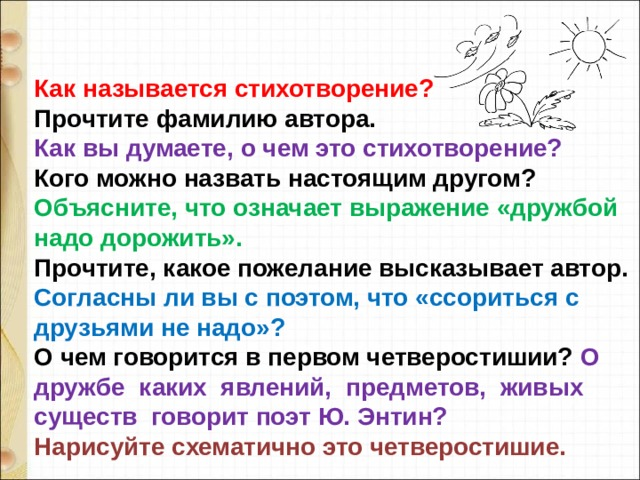 Как называется стихотворение?
Прочтите фамилию автора.
Как вы думаете, о чем это стихотворение?
Кого можно назвать настоящим другом?
Объясните, что означает выражение «дружбой
надо дорожить».
Прочтите, какое пожелание высказывает автор.
Согласны ли вы с поэтом, что «ссориться с
друзьями не надо»?
О чем говорится в первом четверостишии? О
дружбе каких явлений, предметов, живых
существ говорит поэт Ю. Энтин?
Нарисуйте схематично это четверостишие.